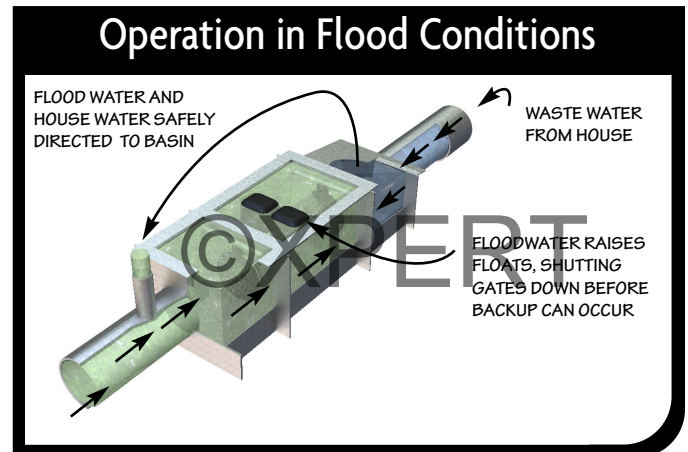 Operation in Flood Conditions
FLOOD WATER AND
HOUSE WATER SAFELY
DIRECTED TO BASIN
WASTE WATER
FROM HOUSE
©XPERT
FLOODWATER RAISES
FLOATS, SHUTTING
GATES DOWN BEFORE
BACKUP CAN OCCUR